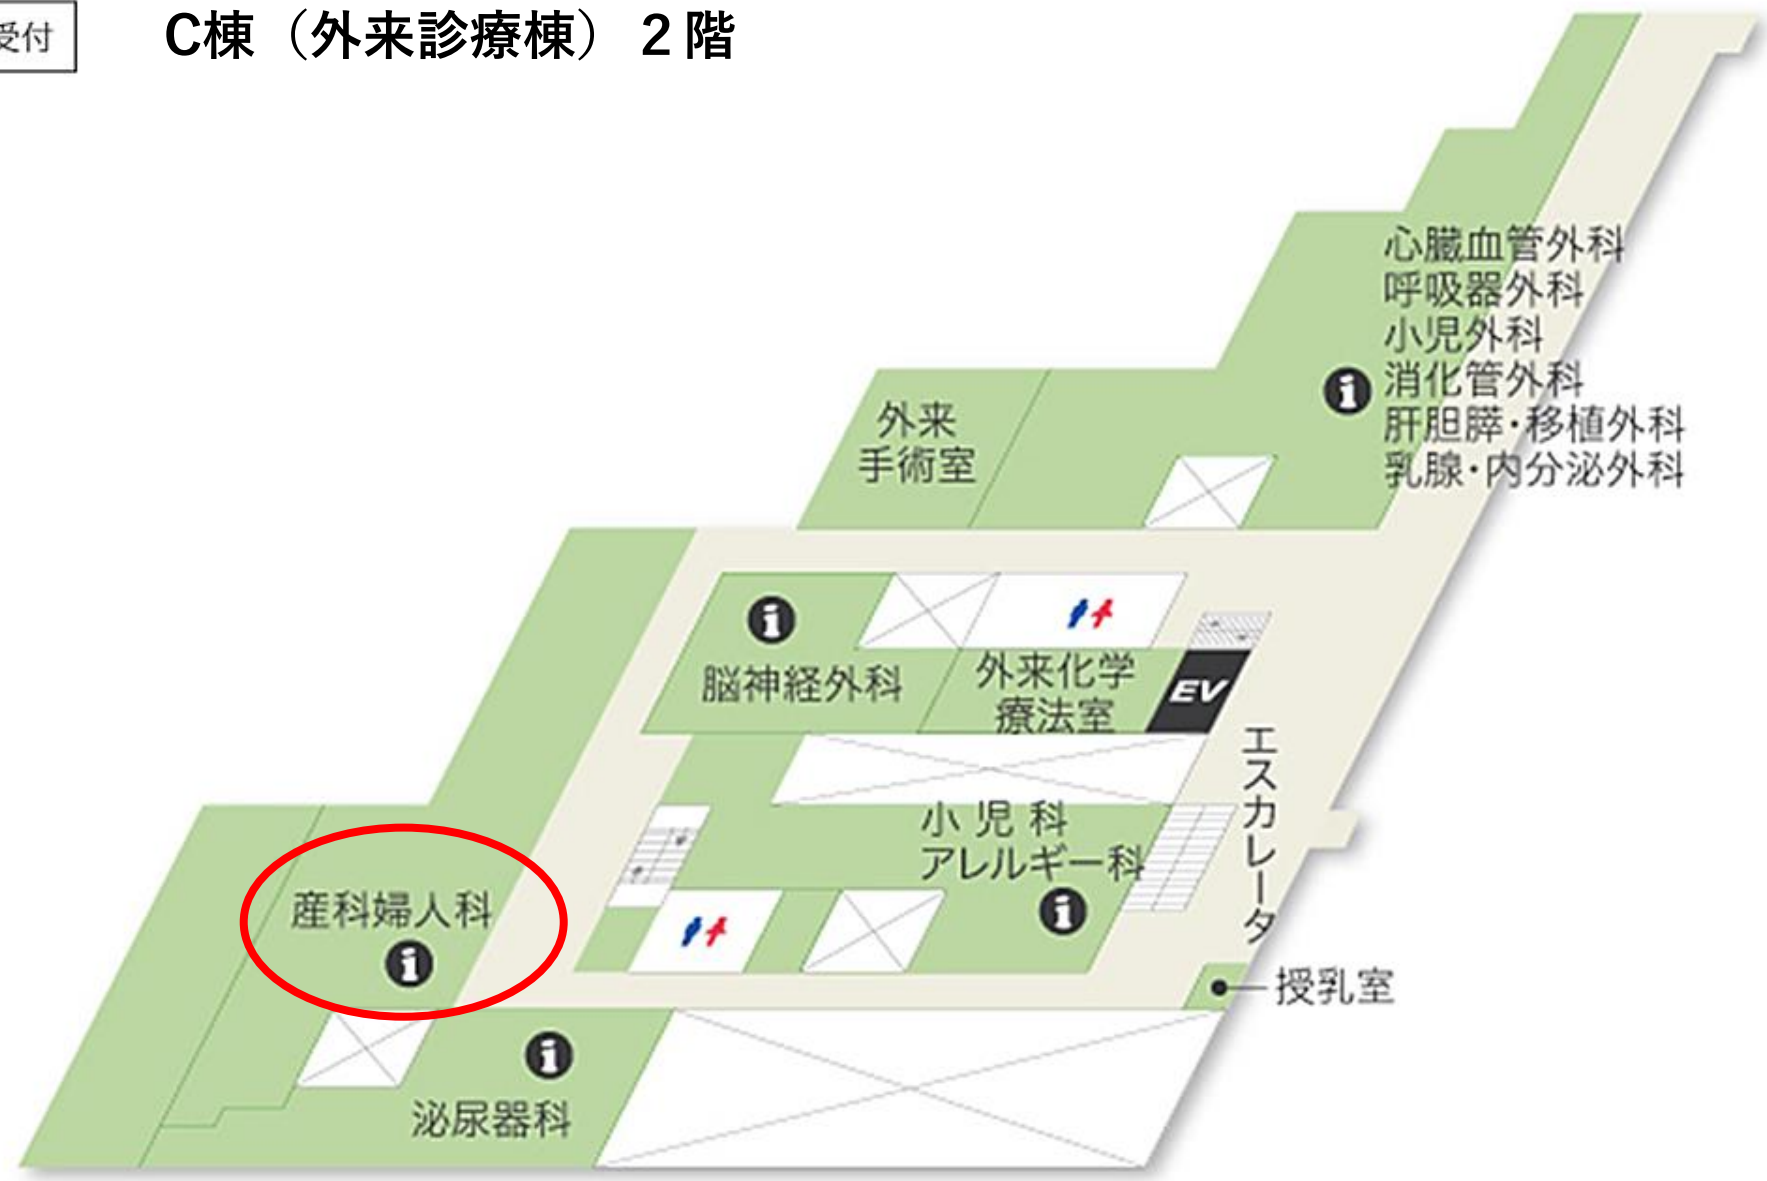 受付
C棟（外来診療棟）２階
心臓血管外科
呼吸器外科
小児外科
消化管外科
肝胆膵・移植外科
乳腺・内分泌外科
外来
手術室
脳神経外科
外来化学
療法室
EV
エスカレータ
小児科
アレルギー科
産科婦人科
授乳室
泌尿器科